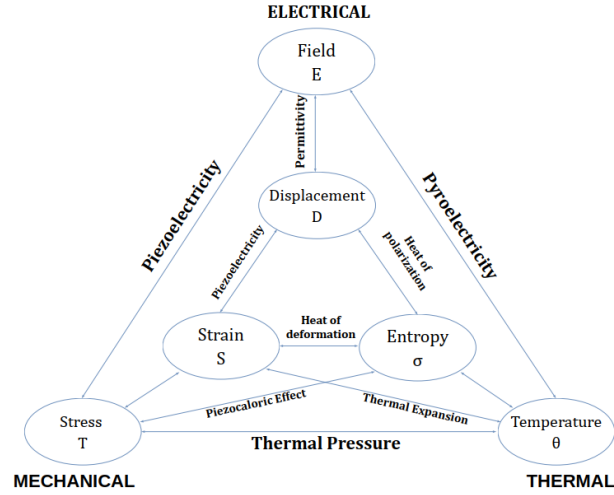 ELECTRICAL
Field
E
Permittivity
Piezoelectricity
Pyroelectricity
Displacement
D
Piezoelectricity
Heat of
polarization
Strain
S
Heat of
deformation
Entropy
σ
Piezocaloric Effect
Thermal Expansion
Stress
T
Thermal Pressure
Temperature
θ
MECHANICAL
THERMAL